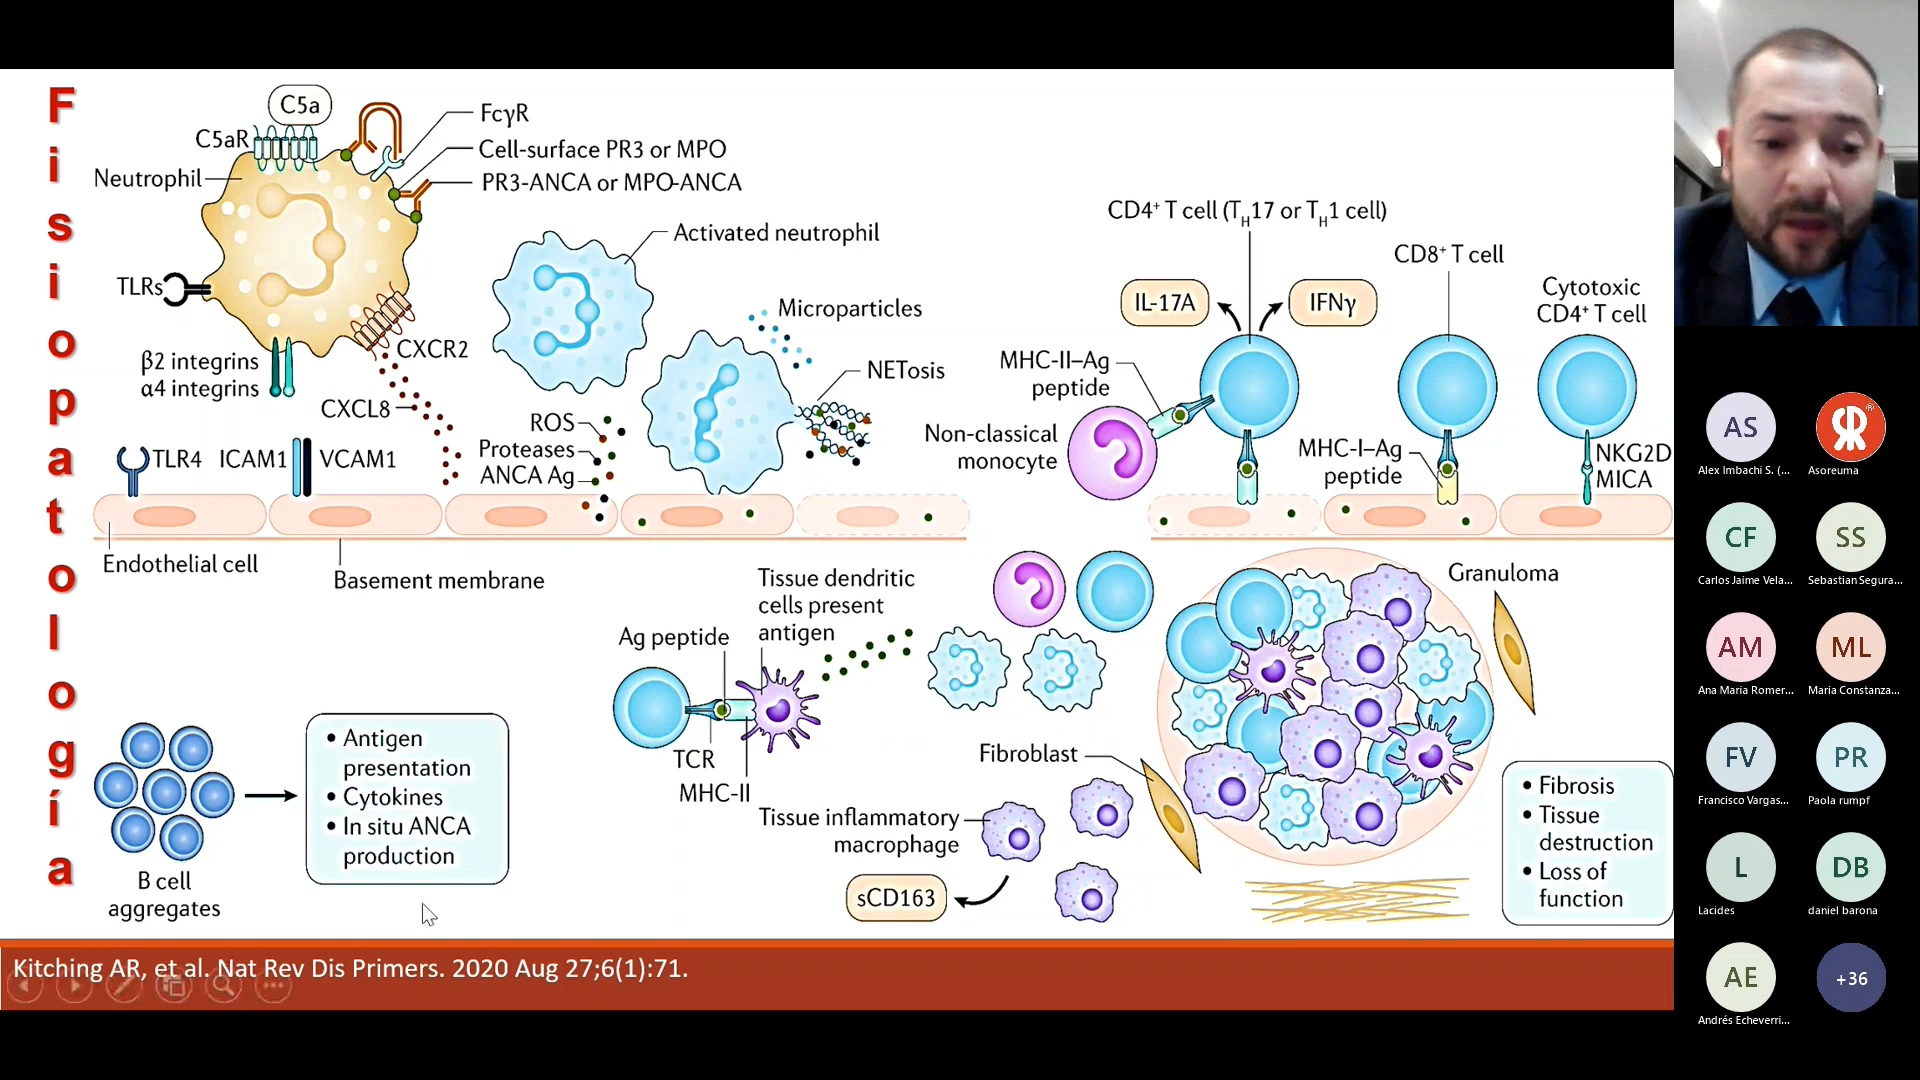 Fisiopatología
C5a
C5aR
FcγR
Cell-surface PR3 or MPO
PR3-ANCA or MPO-ANCA
Neutrophil
TLRs
β2 integrins
α4 integrins
CXCR2
CXCL8
TLR4
ICAM1
VCAM1
Endothelial cell
Basement membrane
Activated neutrophil
Microparticles
NETosis
ROS
Proteases
ANCA Ag
CD4⁺ T cell (TH17 or TH1 cell)
IL-17A
IFNγ
MHC-II–Ag
peptide
Non-classical
monocyte
CD8⁺ T cell
MHC-I–Ag
peptide
Cytotoxic
CD4⁺ T cell
NKG2D
MICA
B cell
aggregates
• Antigen
presentation
• Cytokines
• In situ ANCA
production
Ag peptide
Tissue dendritic
cells present
antigen
TCR
MHC-II
Tissue inflammatory
macrophage
sCD163
Fibroblast
Granuloma
• Fibrosis
• Tissue
destruction
• Loss of
function
Kitching AR, et al. Nat Rev Dis Primers. 2020 Aug 27;6(1):71.
AS
Alex Imbachi S. (...
R ®
Asoreuma
CF
Carlos Jaime Vela...
SS
Sebastian Segura...
AM
Ana Maria Romer...
ML
Maria Constanza...
FV
Francisco Vargas...
PR
Paola rumpf
L
Lacides
DB
daniel barona
AE
Andrés Echeverri...
+36